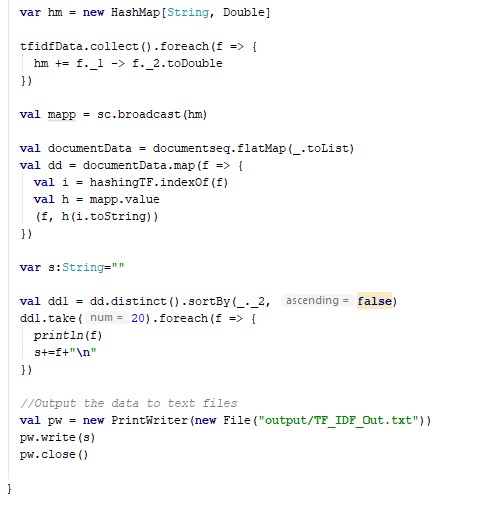 var hm = new HashMap[String, Double]
tfidfData.collect().foreach(f => {
hm += f._1 -> f._2.toDouble
})
val mapp = sc.broadcast(hm)
val documentData = documentseq.flatMap(_.toList)
val dd = documentData.map(f => {
val i = hashingTF.indexOf(f)
val h = mapp.value
(f, h(i.toString))
})
var s:String=""
val dd1 = dd.distinct().sortBy(_._2, ascending = false)
dd1.take( num = 20).foreach(f => {
println(f)
s+=f+"\n"
})
//Output the data to text files
val pw = new PrintWriter(new File("output/TF_IDF_Out.txt"))
pw.write(s)
pw.close()
}